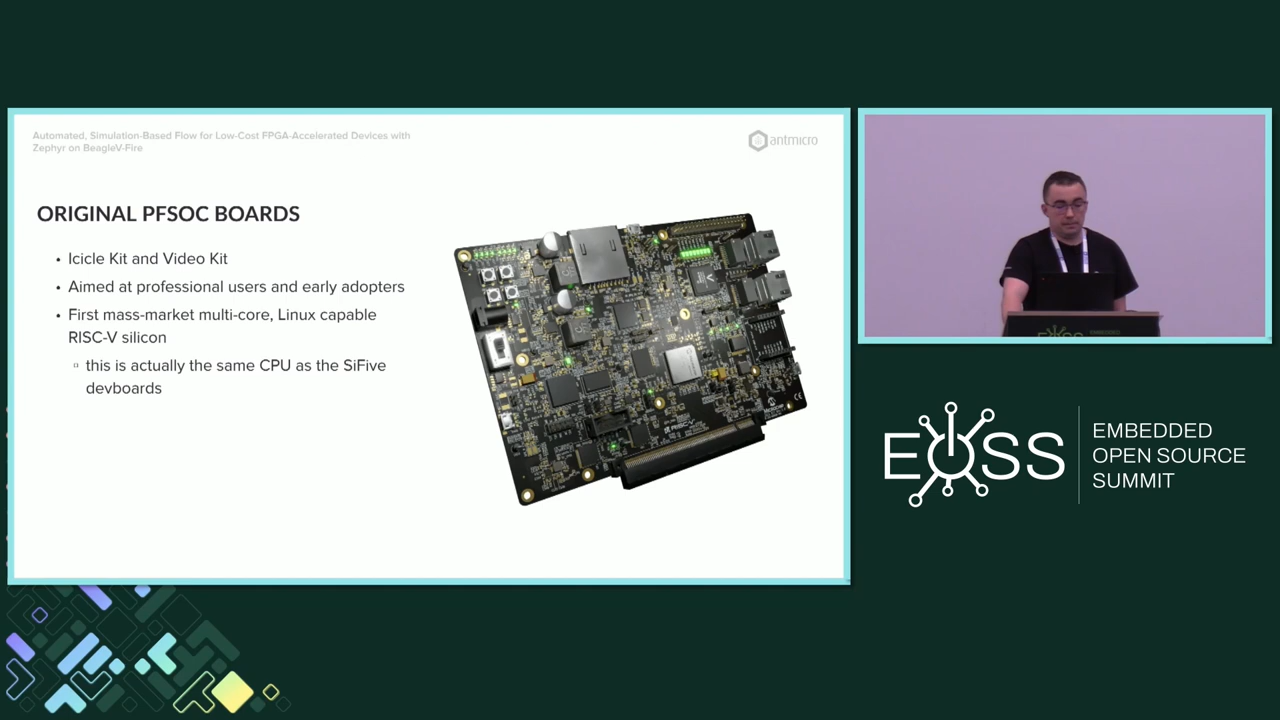 Automated, Simulation-Based Flow for Low-Cost FPGA-Accelerated Devices with
Zephyr on BeagleV-Fire
antmicro
ORIGINAL PFSOC BOARDS
• Icicle Kit and Video Kit
• Aimed at professional users and early adopters
• First mass-market multi-core, Linux capable
RISC-V silicon
▫ this is actually the same CPU as the SiFive
devboards
RISC-V
EOSS
EMBEDDED
OPEN SOURCE
SUMMIT